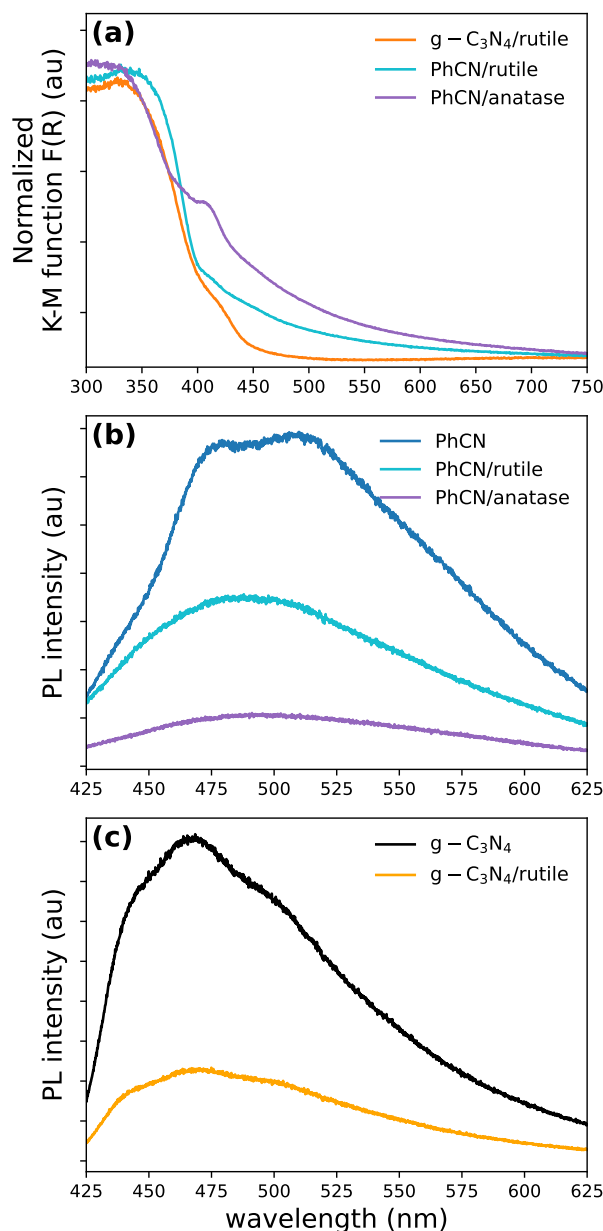 (a)
g − C₃N₄/rutile
PhCN/rutile
PhCN/anatase
Normalized
K-M function F(R) (au)
300 350 400 450 500 550 600 650 700 750
(b)
PhCN
PhCN/rutile
PhCN/anatase
PL intensity (au)
425 450 475 500 525 550 575 600 625
(c)
g − C₃N₄
g − C₃N₄/rutile
PL intensity (au)
425 450 475 500 525 550 575 600 625
wavelength (nm)